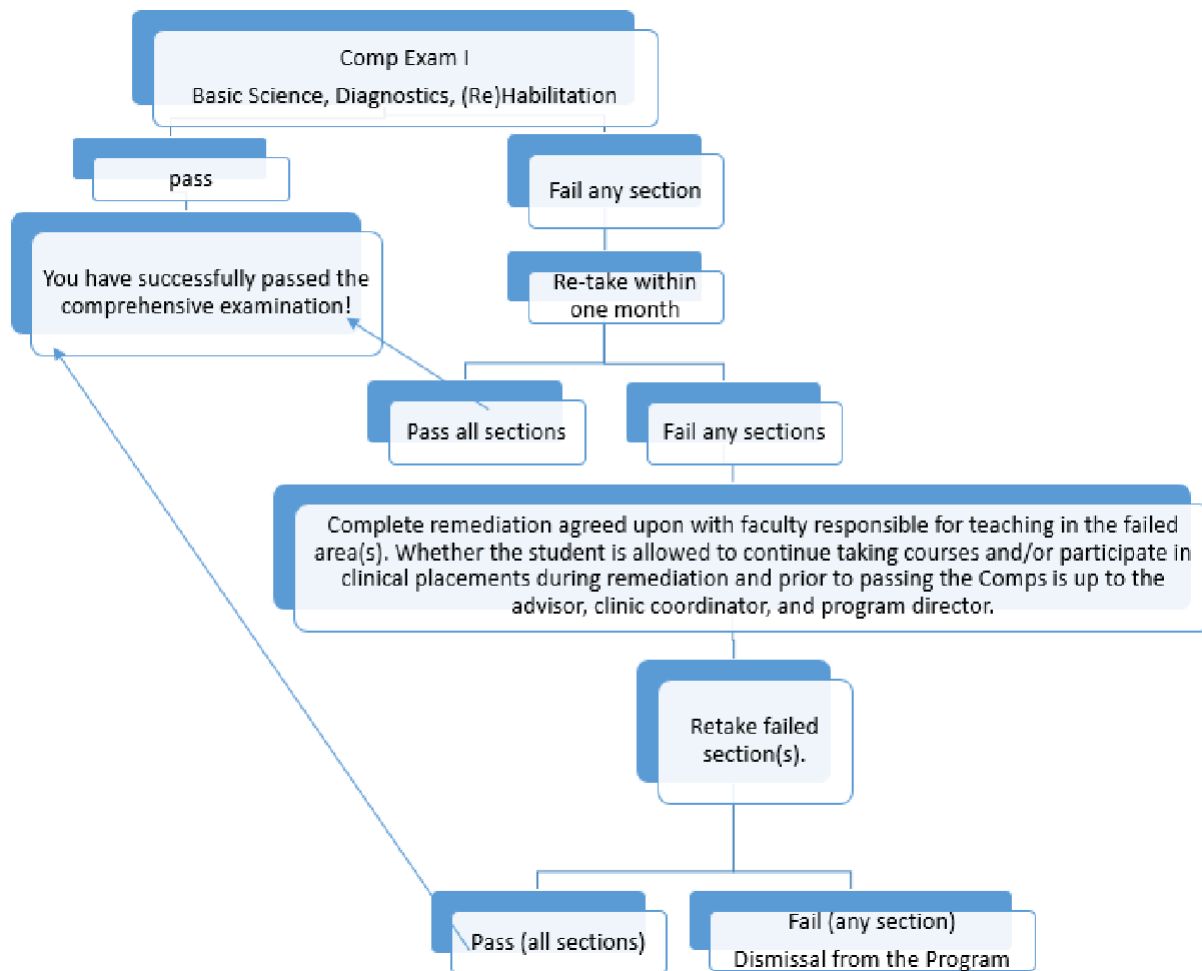 Comp Exam I
Basic Science, Diagnostics, (Re)Habilitation
pass
Fail any section
You have successfully passed the
comprehensive examination!
Re-take within
one month
Pass all sections
Fail any sections
Complete remediation agreed upon with faculty responsible for teaching in the failed
area(s). Whether the student is allowed to continue taking courses and/or participate in
clinical placements during remediation and prior to passing the Comps is up to the
advisor, clinic coordinator, and program director.
Retake failed
section(s).
Pass (all sections)
Fail (any section)
Dismissal from the Program